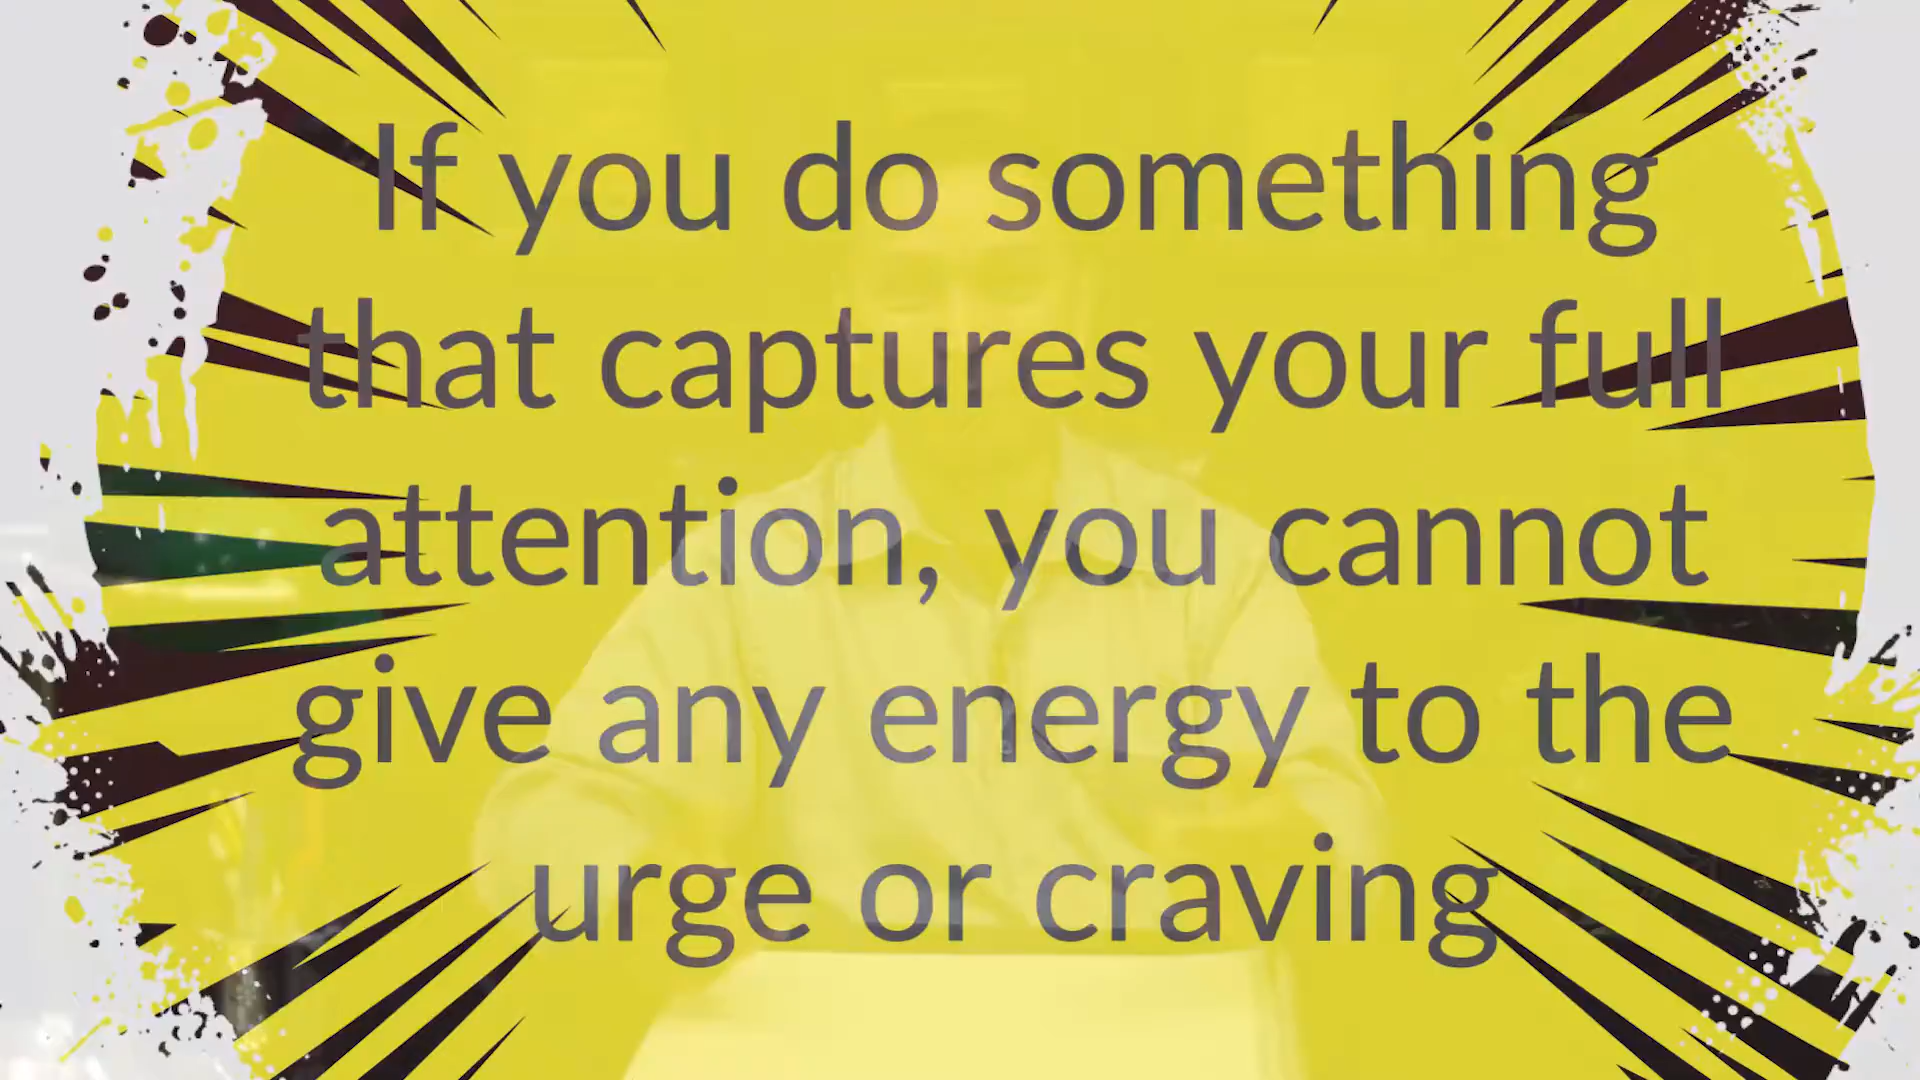 If you do something
that captures your full
attention, you cannot
give any energy to the
urge or craving